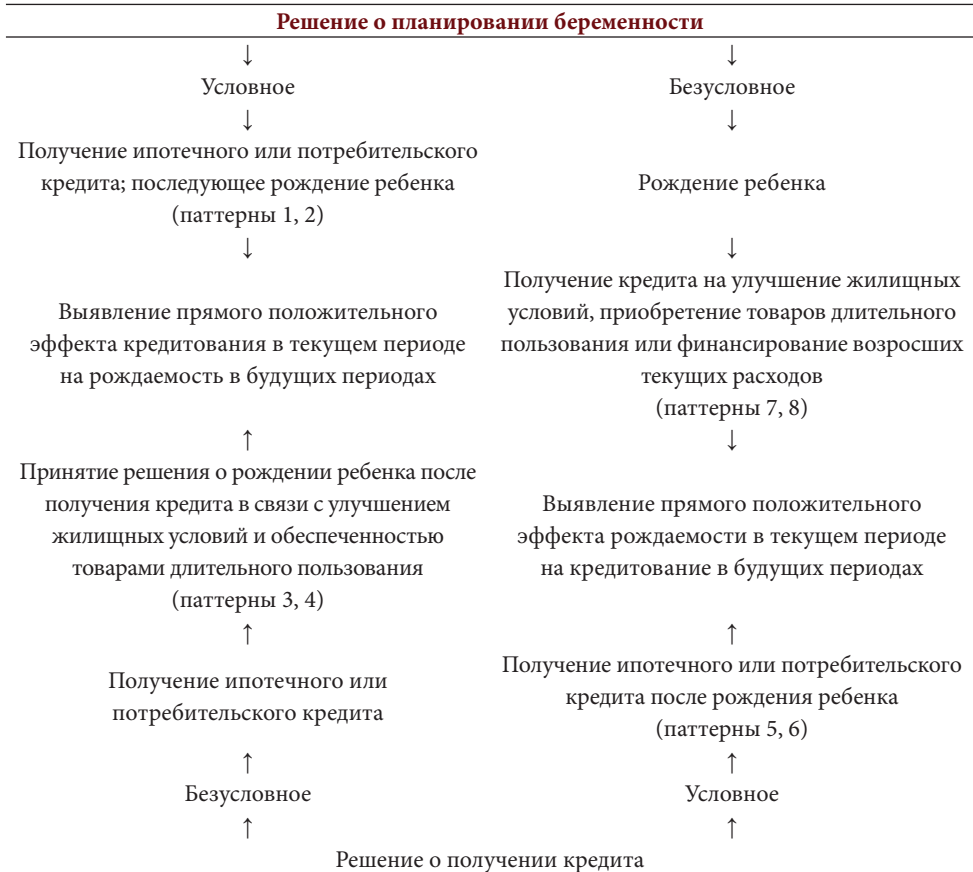 Решение о планировании беременности
↓ ↓
Условное Безусловное
↓ ↓
Получение ипотечного или потребительского
кредита; последующее рождение ребенка
(паттерны 1, 2)
Рождение ребенка
↓ ↓
Выявление прямого положительного
эффекта кредитования в текущем периоде
на рождаемость в будущих периодах
Получение кредита на улучшение жилищных
условий, приобретение товаров длительного
пользования или финансирование возросших
текущих расходов
(паттерны 7, 8)
↑ ↓
Принятие решения о рождении ребенка после
получения кредита в связи с улучшением
жилищных условий и обеспеченностью
товарами длительного пользования
(паттерны 3, 4)
Выявление прямого положительного
эффекта рождаемости в текущем периоде
на кредитование в будущих периодах
↑ ↑
Получение ипотечного или
потребительского кредита
Получение ипотечного или потребительского
кредита после рождения ребенка
(паттерны 5, 6)
↑ ↑
Безусловное Условное
↑ ↑
Решение о получении кредита